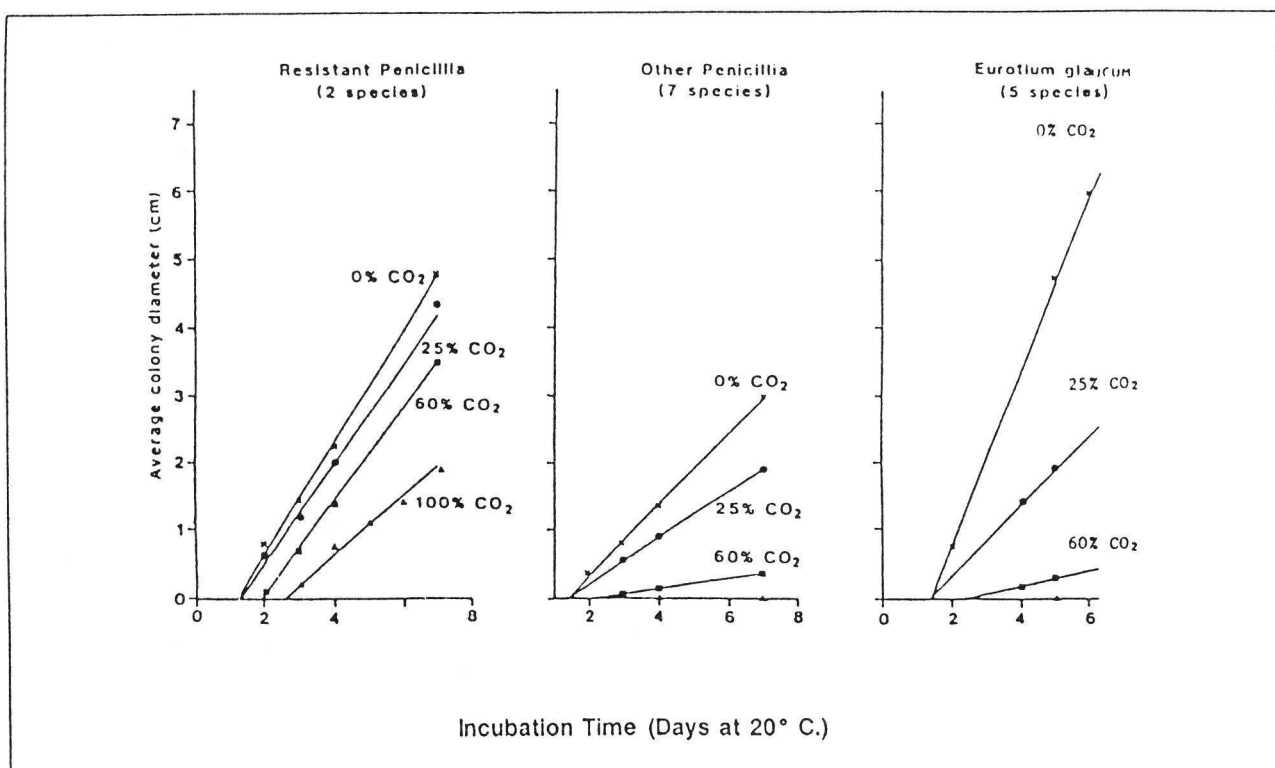 Resistant Penicillia
(2 species)
Other Penicillia
(7 species)
Eurotium glaucum
(5 species)
Average colony diameter (cm)
7
6
5
4
3
2
1
0
0% CO₂
25% CO₂
60% CO₂
100% CO₂
0% CO₂
25% CO₂
60% CO₂
0% CO₂
25% CO₂
60% CO₂
0 2 4 8
2 4 6 8
0 2 4 6
Incubation Time (Days at 20° C.)